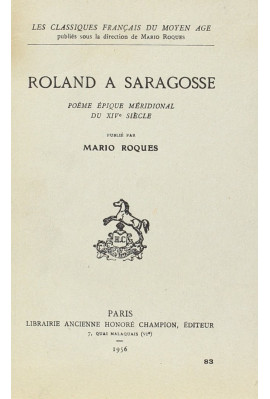 LES CLASSIQUES FRANÇAIS DU MOYEN AGE
publiés sous la direction de MARIO ROQUES
ROLAND A SARAGOSSE
POÈME ÉPIQUE MÉRIDIONAL
DU XIVe SIÈCLE
PUBLIÉ PAR
MARIO ROQUES
H.C
PARIS
LIBRAIRIE ANCIENNE HONORÉ CHAMPION, ÉDITEUR
7, QUAI MALAQUAIS (VIe)
1956
83